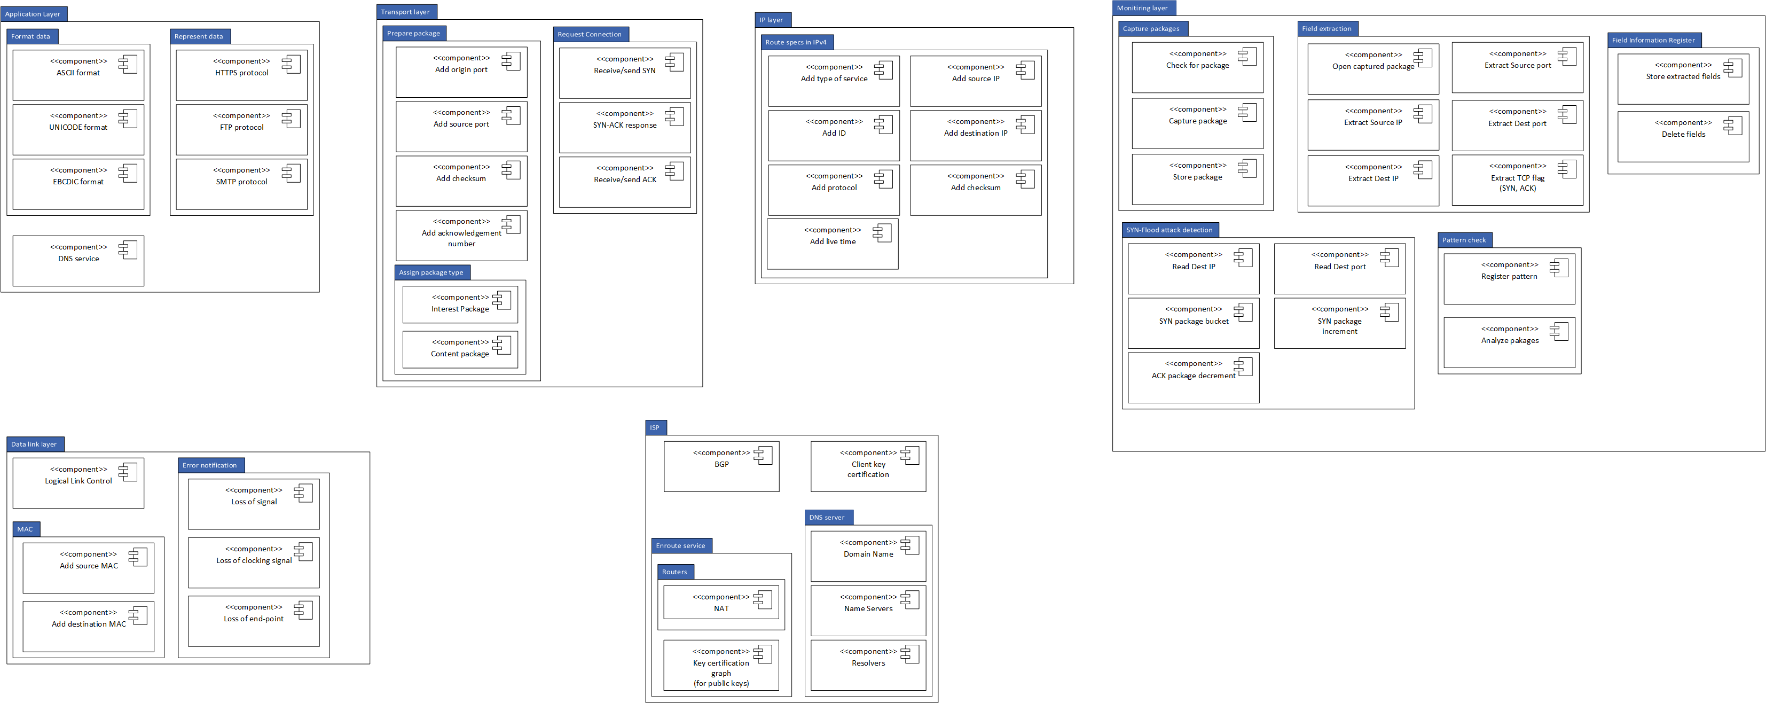 Application Layer
Format data
<<component>>
ASCII format
<<component>>
UNICODE format
<<component>>
EBCDIC format
Represent data
<<component>>
HTTPS protocol
<<component>>
FTP protocol
<<component>>
SMTP protocol
<<component>>
DNS service
Transport layer
Prepare package
<<component>>
Add origin port
<<component>>
Add source port
<<component>>
Add checksum
<<component>>
Add acknowledgement
number
Assign package type
<<component>>
Interest Package
<<component>>
Content package
Request Connection
<<component>>
Receive/send SYN
<<component>>
SYN-ACK response
<<component>>
Receive/send ACK
IP layer
Route specs in IPv4
<<component>>
Add type of service
<<component>>
Add source IP
<<component>>
Add ID
<<component>>
Add destination IP
<<component>>
Add protocol
<<component>>
Add checksum
<<component>>
Add live time
Monitiring layer
Capture packages
<<component>>
Check for package
<<component>>
Capture package
<<component>>
Store package
Field extraction
<<component>>
Open captured package
<<component>>
Extract Source port
<<component>>
Extract Source IP
<<component>>
Extract Dest port
<<component>>
Extract Dest IP
<<component>>
Extract TCP flag
(SYN, ACK)
Field Information Register
<<component>>
Store extracted fields
<<component>>
Delete fields
SYN-Flood attack detection
<<component>>
Read Dest IP
<<component>>
Read Dest port
<<component>>
SYN package bucket
<<component>>
SYN package
increment
<<component>>
ACK package decrement
Pattern check
<<component>>
Register pattern
<<component>>
Analyze pakages
Data link layer
<<component>>
Logical Link Control
MAC
<<component>>
Add source MAC
<<component>>
Add destination MAC
Error notification
<<component>>
Loss of signal
<<component>>
Loss of clocking signal
<<component>>
Loss of end-point
ISP
<<component>>
BGP
<<component>>
Client key
certification
Enroute service
Routers
<<component>>
NAT
<<component>>
Key certification
graph
(for public keys)
DNS server
<<component>>
Domain Name
<<component>>
Name Servers
<<component>>
Resolvers